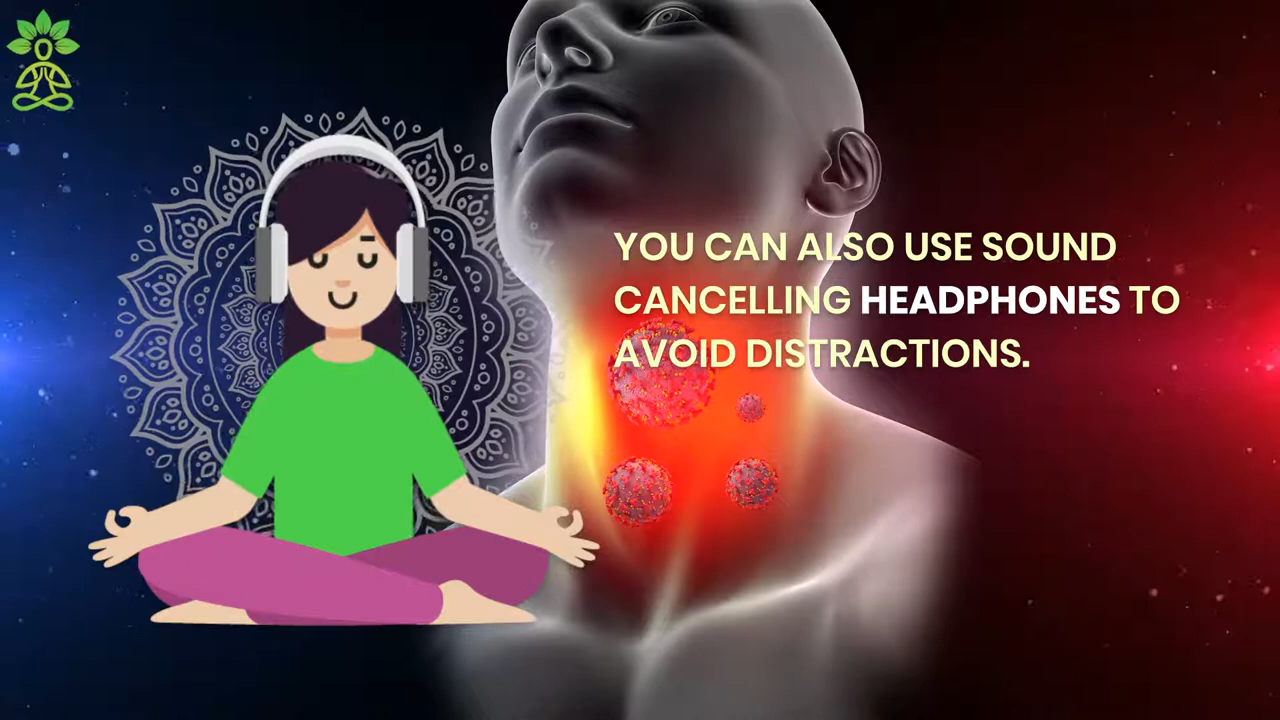 YOU CAN ALSO USE SOUND
CANCELLING HEADPHONES TO
AVOID DISTRACTIONS.